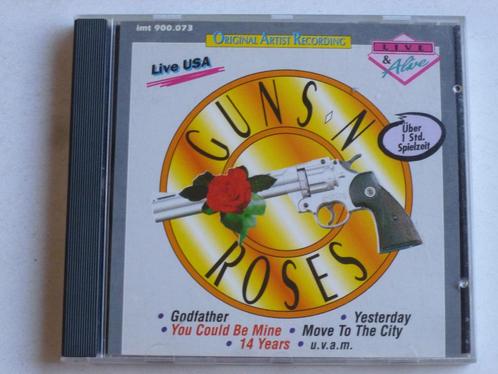 imt 900.073
ORIGINAL ARTIST RECORDING
LIVE
& Alive
Live USA
GUNS N
ROSES
Über
1 Std.
Spielzeit
• Godfather • Yesterday
• You Could Be Mine • Move To The City
• 14 Years • u.v.a.m.